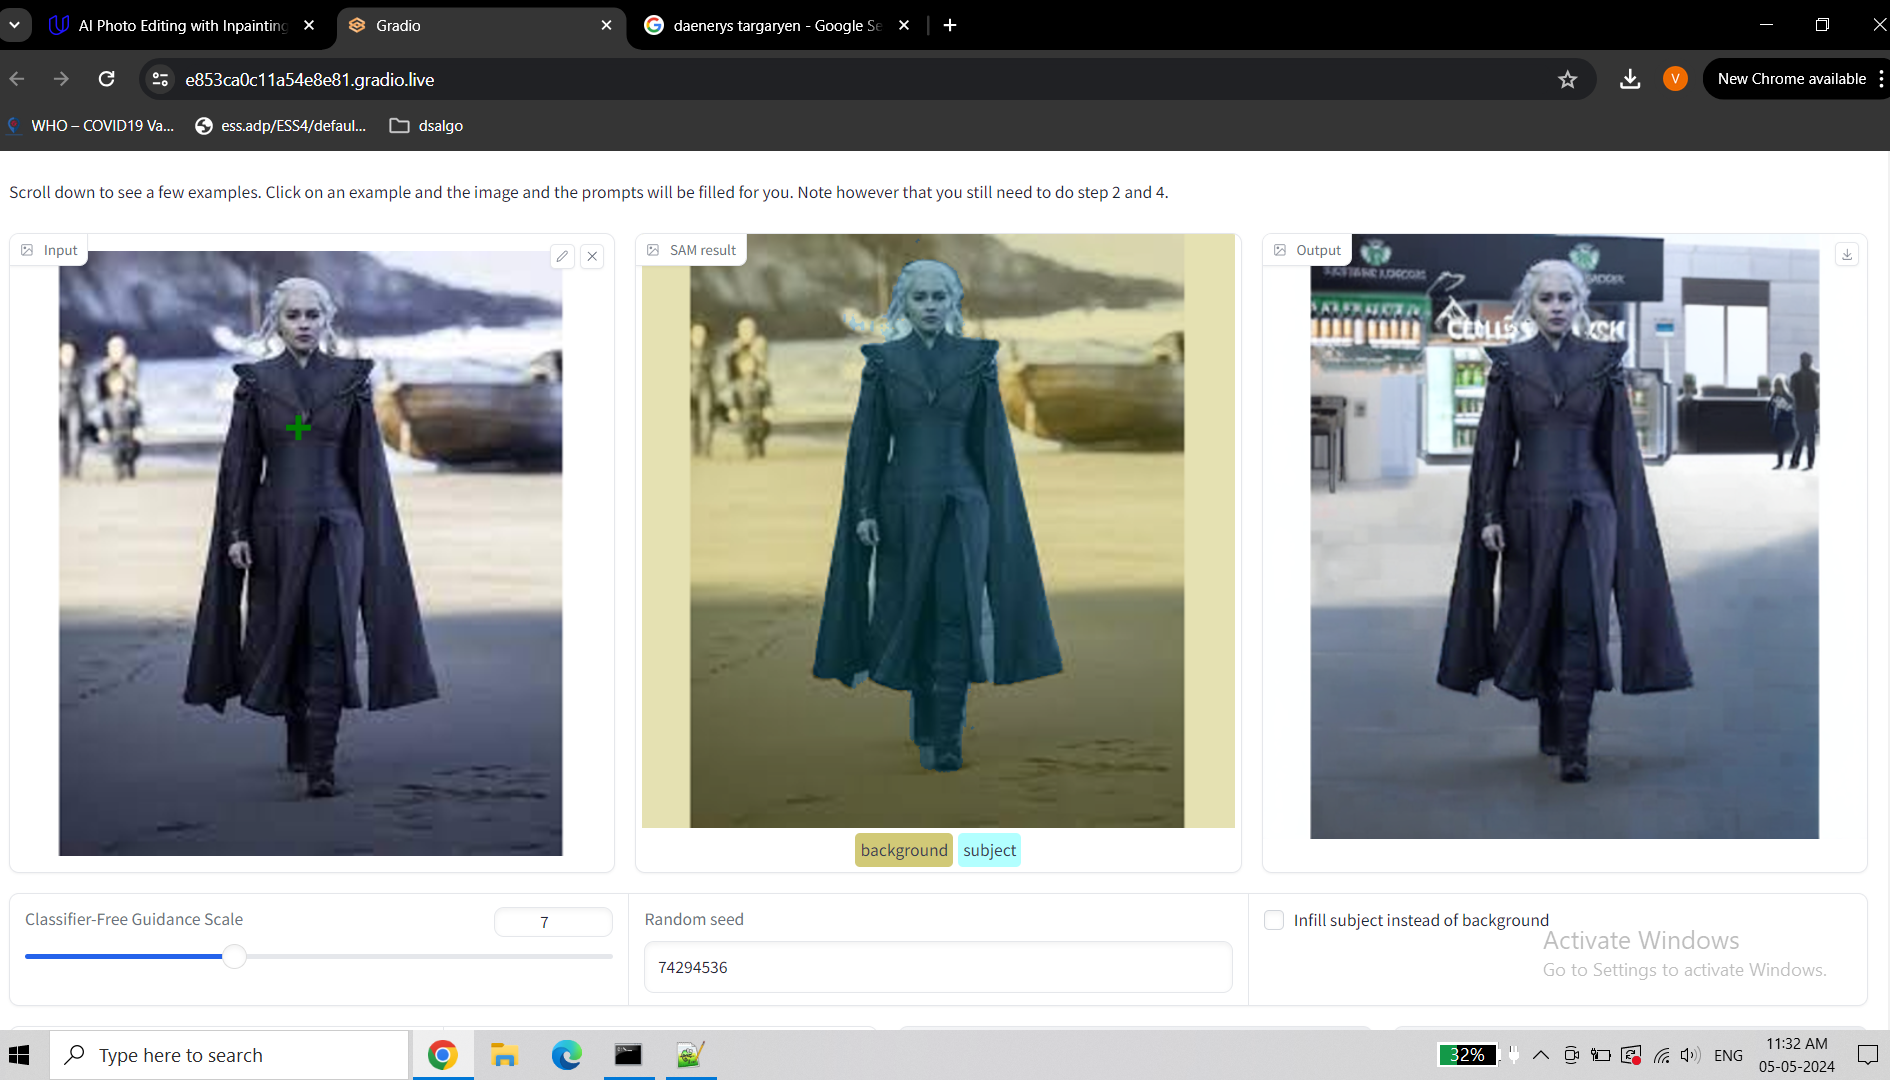 AI Photo Editing with Inpainting
Gradio
daenerys targaryen - Google Se
e853ca0c11a54e8e81.gradio.live
V
New Chrome available
WHO – COVID19 Va...
ess.adp/ESS4/defaul...
dsalgo
Scroll down to see a few examples. Click on an example and the image and the prompts will be filled for you. Note however that you still need to do step 2 and 4.
Input
SAM result
Output
background
subject
Classifier-Free Guidance Scale
7
Random seed
74294536
Infill subject instead of background
Activate Windows
Go to Settings to activate Windows.
Type here to search
32%
ENG
11:32 AM
05-05-2024